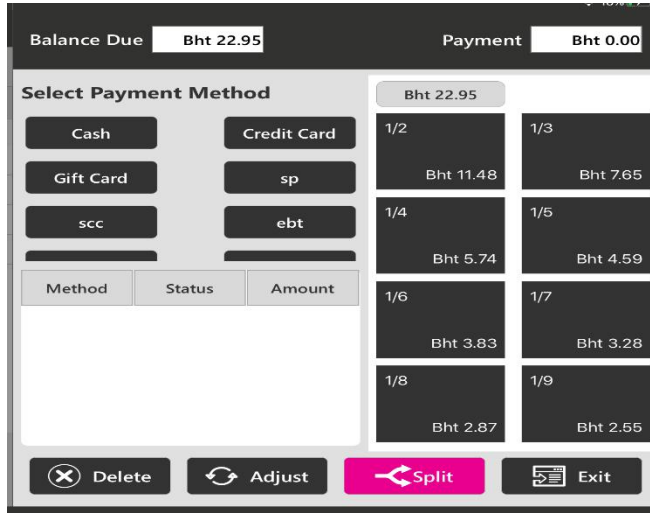 Balance Due Bht 22.95 Payment Bht 0.00
Select Payment Method
Cash Credit Card
Gift Card sp
scc ebt
Method Status Amount
Bht 22.95
1/2 1/3
Bht 11.48 Bht 7.65
1/4 1/5
Bht 5.74 Bht 4.59
1/6 1/7
Bht 3.83 Bht 3.28
1/8 1/9
Bht 2.87 Bht 2.55
Delete Adjust Split Exit